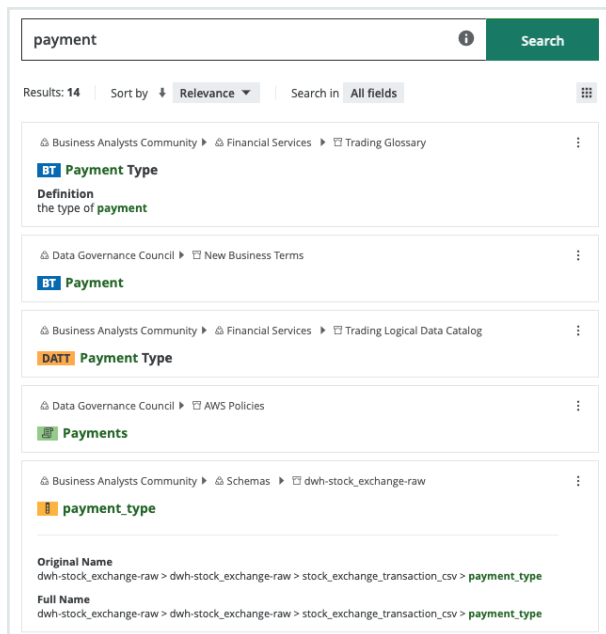 payment
Search
Results: 14 Sort by Relevance Search in All fields
Business Analysts Community Financial Services Trading Glossary
BT Payment Type
Definition
the type of payment
Data Governance Council New Business Terms
BT Payment
Business Analysts Community Financial Services Trading Logical Data Catalog
DATT Payment Type
Data Governance Council AWS Policies
Payments
Business Analysts Community Schemas dwh-stock_exchange-raw
payment_type
Original Name
dwh-stock_exchange-raw > dwh-stock_exchange-raw > stock_exchange_transaction_csv > payment_type
Full Name
dwh-stock_exchange-raw > dwh-stock_exchange-raw > stock_exchange_transaction_csv > payment_type